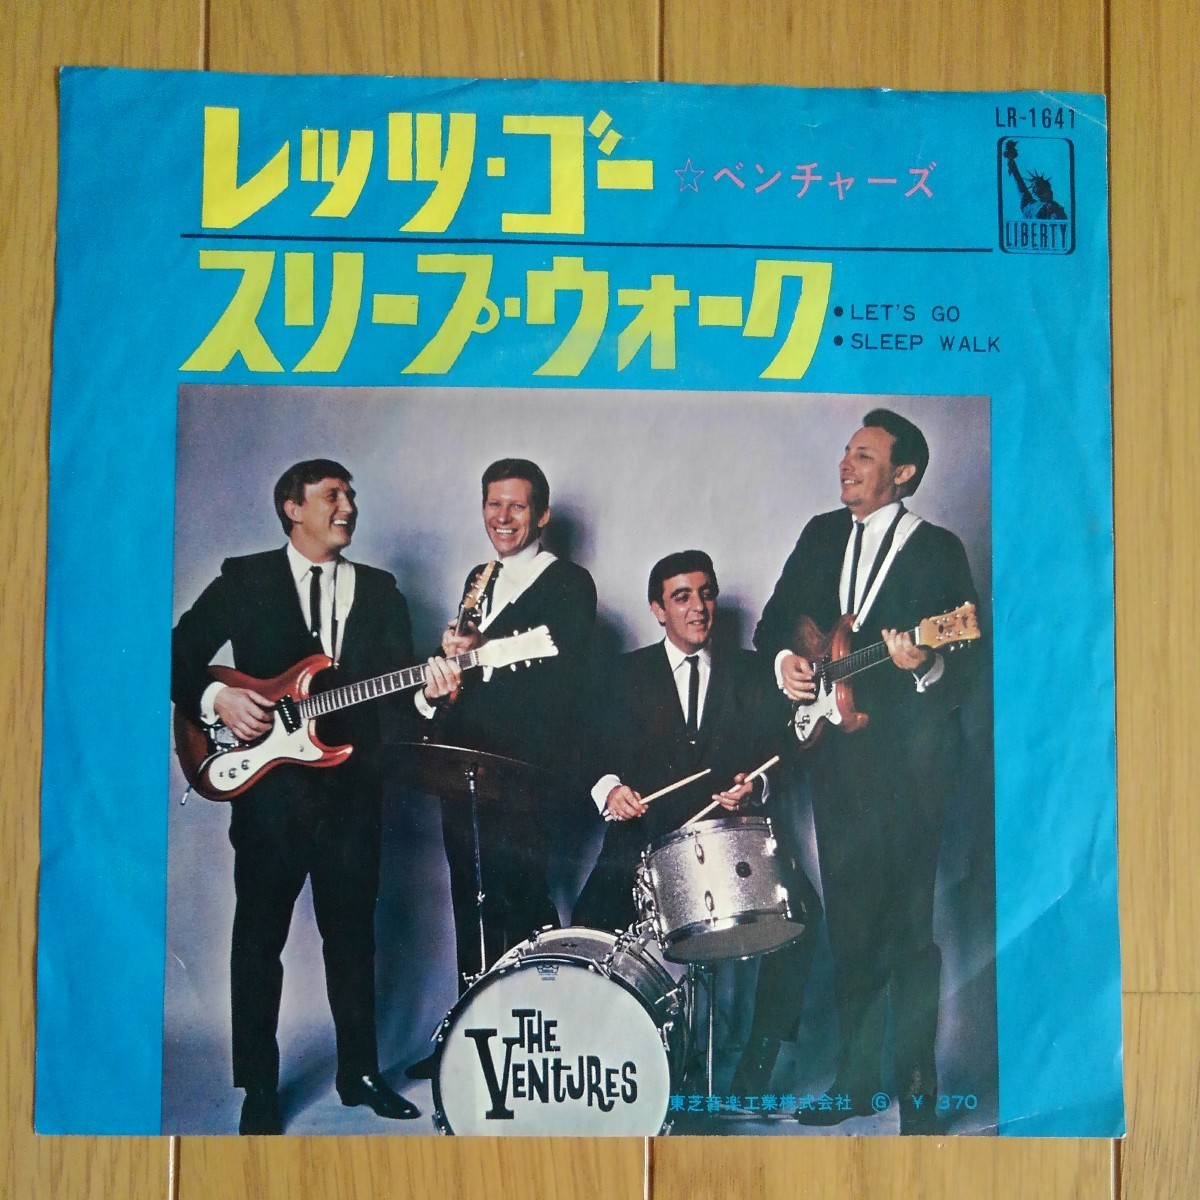 LR-1641
レッツ・ゴー ☆ベンチャーズ
LIBERTY
スリープ・ウォーク
• LET'S GO
• SLEEP WALK
THE
VENTURES
東芝音楽工業株式会社 Ⓖ ¥ 370